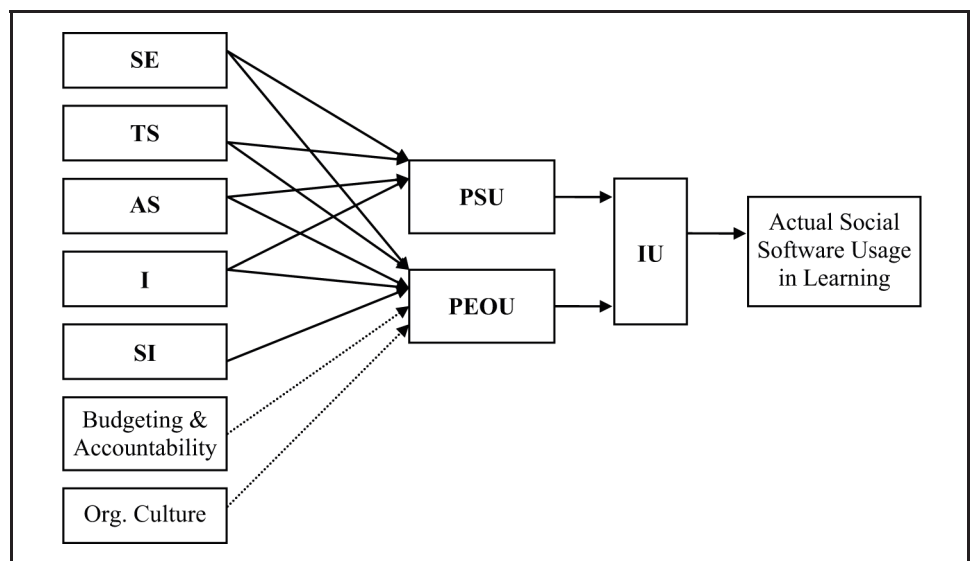 SE
TS
AS
I
SI
Budgeting &
Accountability
Org. Culture
PSU
PEOU
IU
Actual Social
Software Usage
in Learning